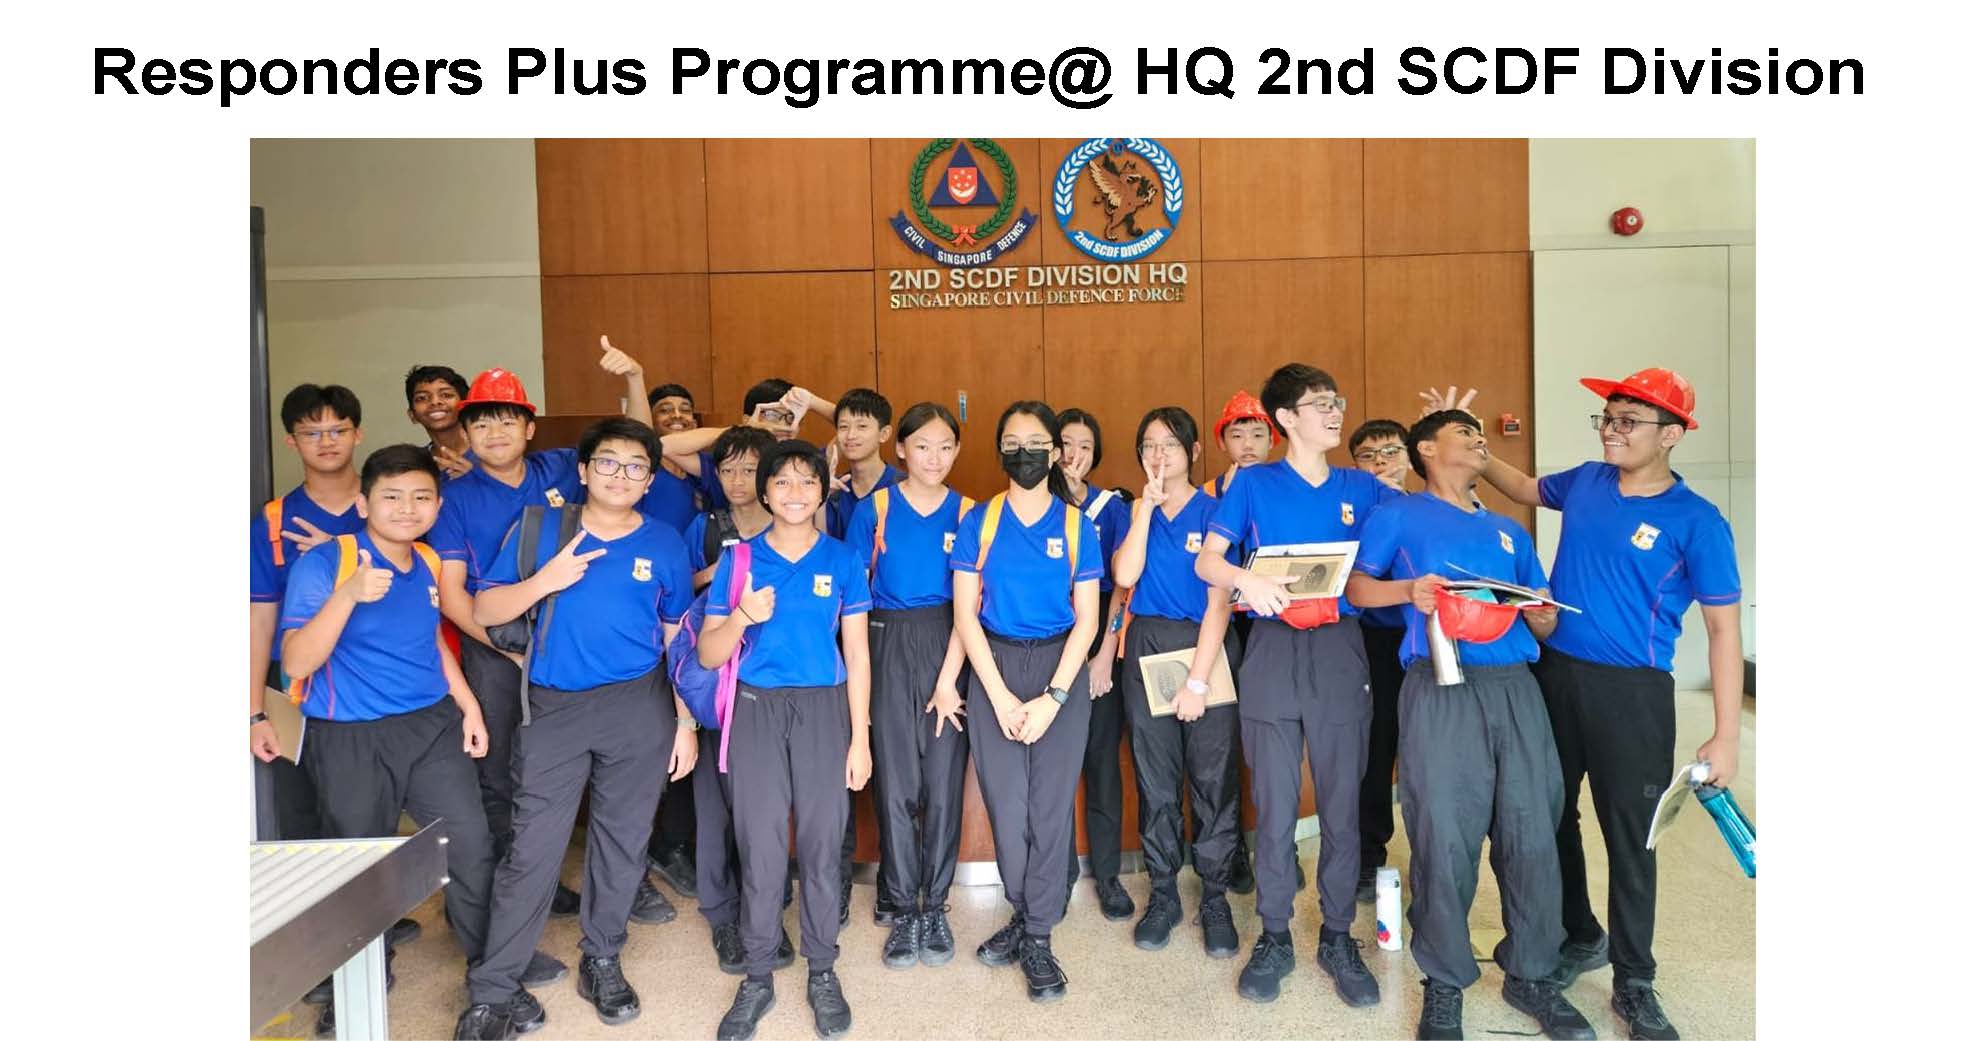 Responders Plus Programme@ HQ 2nd SCDF Division
CIVIL SINGAPORE DEFENCE
2nd SCDF DIVISION
2ND SCDF DIVISION HQ
SINGAPORE CIVIL DEFENCE FORCE